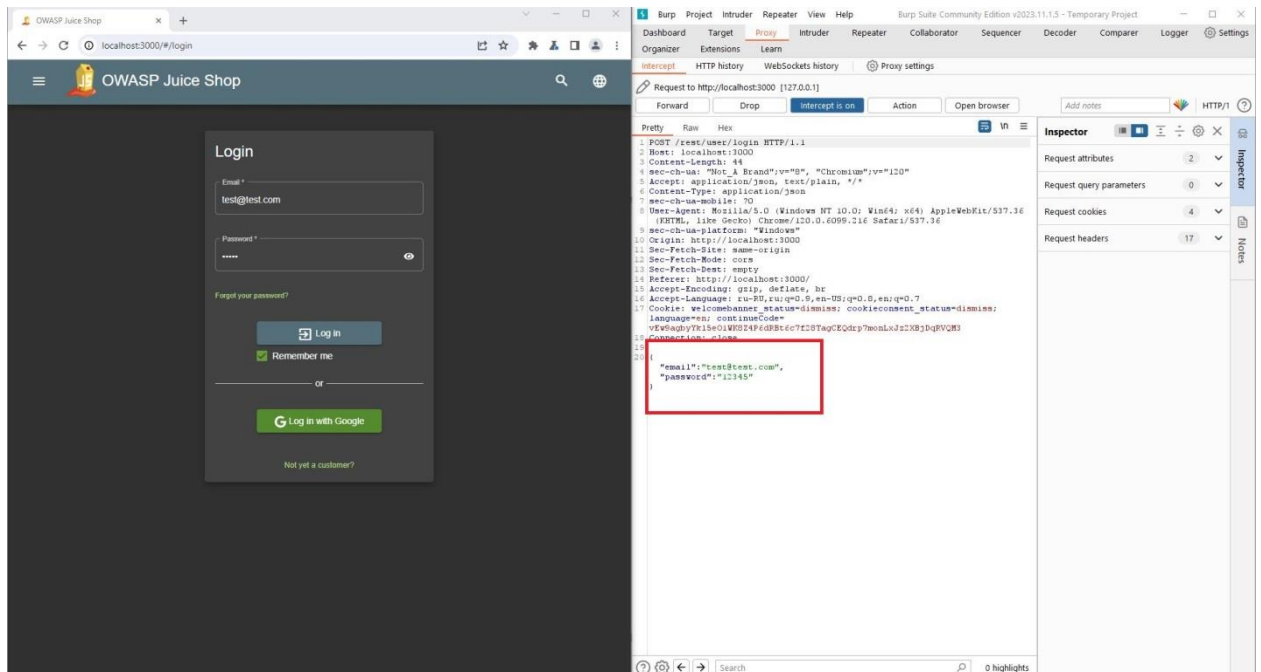 OWASP Juice Shop
localhost:3000/#/login
OWASP Juice Shop
Login
Email *
test@test.com
Password *
•••••
Forgot your password?
Log in
Remember me
or
G Log in with Google
Not yet a customer?
Burp Project Intruder Repeater View Help Burp Suite Community Edition v2023.11.1.5 - Temporary Project
Dashboard Target Proxy Intruder Repeater Collaborator Sequencer Decoder Comparer Logger Settings
Organizer Extensions Learn
Intercept HTTP history WebSockets history Proxy settings
Request to http://localhost:3000 [127.0.0.1]
Forward Drop Intercept is on Action Open browser Add notes HTTP/1 ?
Pretty Raw Hex \n
1 POST /rest/user/login HTTP/1.1
2 Host: localhost:3000
3 Content-Length: 44
4 sec-ch-ua: "Not_A Brand";v="8", "Chromium";v="120"
5 Accept: application/json, text/plain, */*
6 Content-Type: application/json
7 sec-ch-ua-mobile: ?0
8 User-Agent: Mozilla/5.0 (Windows NT 10.0; Win64; x64) AppleWebKit/537.36
(KHTML, like Gecko) Chrome/120.0.6099.216 Safari/537.36
9 sec-ch-ua-platform: "Windows"
10 Origin: http://localhost:3000
11 Sec-Fetch-Site: same-origin
12 Sec-Fetch-Mode: cors
13 Sec-Fetch-Dest: empty
14 Referer: http://localhost:3000/
15 Accept-Encoding: gzip, deflate, br
16 Accept-Language: ru-RU,ru;q=0.9,en-US;q=0.8,en;q=0.7
17 Cookie: welcomebanner_status=dismiss; cookieconsent_status=dismiss;
language=en; continueCode=
18 Connection: close
19
20 {
"email":"test@test.com",
"password":"12345"
}
Inspector
Request attributes 2
Request query parameters 0
Request cookies 4
Request headers 17
Inspector
Notes
Search
0 highlights